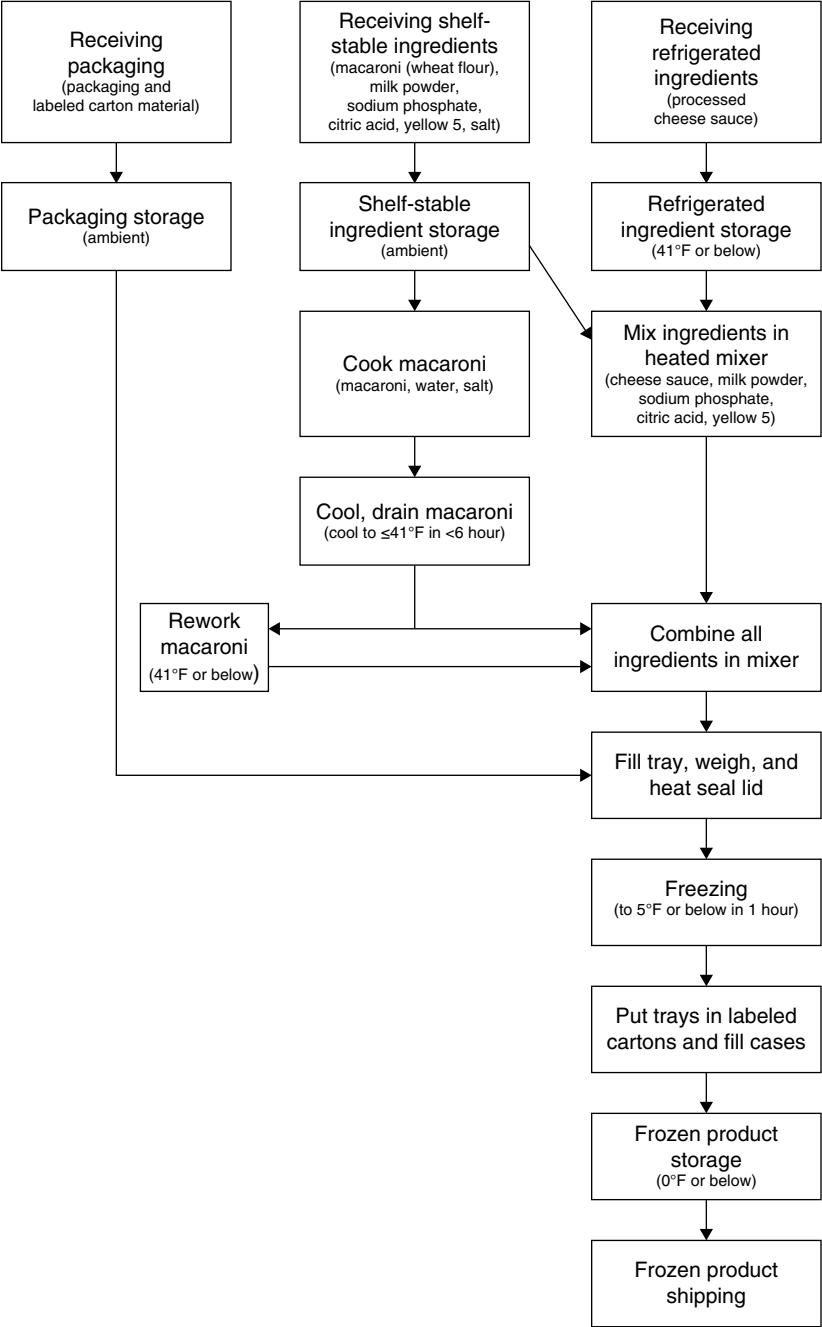 Receiving
packaging
(packaging and
labeled carton material)
Receiving shelf-
stable ingredients
(macaroni (wheat flour),
milk powder,
sodium phosphate,
citric acid, yellow 5, salt)
Receiving
refrigerated
ingredients
(processed
cheese sauce)
Packaging storage
(ambient)
Shelf-stable
ingredient storage
(ambient)
Refrigerated
ingredient storage
(41°F or below)
Cook macaroni
(macaroni, water, salt)
Mix ingredients in
heated mixer
(cheese sauce, milk powder,
sodium phosphate,
citric acid, yellow 5)
Cool, drain macaroni
(cool to ≤41°F in <6 hour)
Rework
macaroni
(41°F or below)
Combine all
ingredients in mixer
Fill tray, weigh, and
heat seal lid
Freezing
(to 5°F or below in 1 hour)
Put trays in labeled
cartons and fill cases
Frozen product
storage
(0°F or below)
Frozen product
shipping